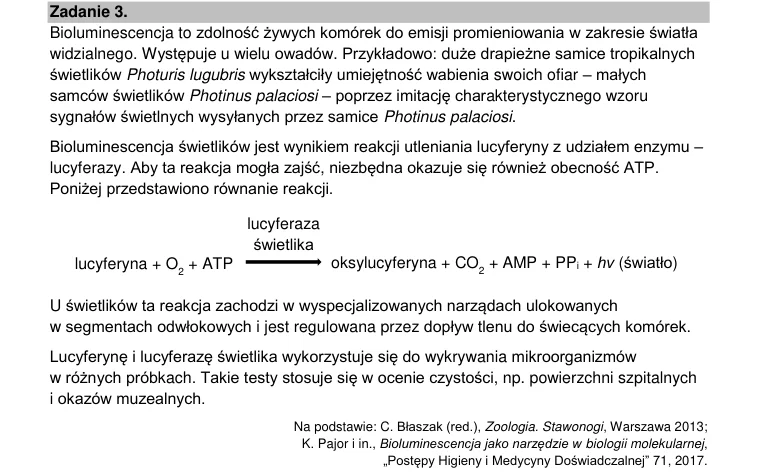 Zadanie 3.
Bioluminescencja to zdolność żywych komórek do emisji promieniowania w zakresie światła
widzialnego. Występuje u wielu owadów. Przykładowo: duże drapieżne samice tropikalnych
świetlików Photuris lugubris wykształciły umiejętność wabienia swoich ofiar – małych
samców świetlików Photinus palaciosi – poprzez imitację charakterystycznego wzoru
sygnałów świetlnych wysyłanych przez samice Photinus palaciosi.
Bioluminescencja świetlików jest wynikiem reakcji utleniania lucyferyny z udziałem enzymu –
lucyferazy. Aby ta reakcja mogła zajść, niezbędna okazuje się również obecność ATP.
Poniżej przedstawiono równanie reakcji.
lucyferaza
świetlika
lucyferyna + O₂ + ATP ⟶ oksylucyferyna + CO₂ + AMP + PPᵢ + hv (światło)
U świetlików ta reakcja zachodzi w wyspecjalizowanych narządach ulokowanych
w segmentach odwłokowych i jest regulowana przez dopływ tlenu do świecących komórek.
Lucyferynę i lucyferazę świetlika wykorzystuje się do wykrywania mikroorganizmów
w różnych próbkach. Takie testy stosuje się w ocenie czystości, np. powierzchni szpitalnych
i okazów muzealnych.
Na podstawie: C. Błaszak (red.), Zoologia. Stawonogi, Warszawa 2013;
K. Pajor i in., Bioluminescencja jako narzędzie w biologii molekularnej,
„Postępy Higieny i Medycyny Doświadczalnej” 71, 2017.